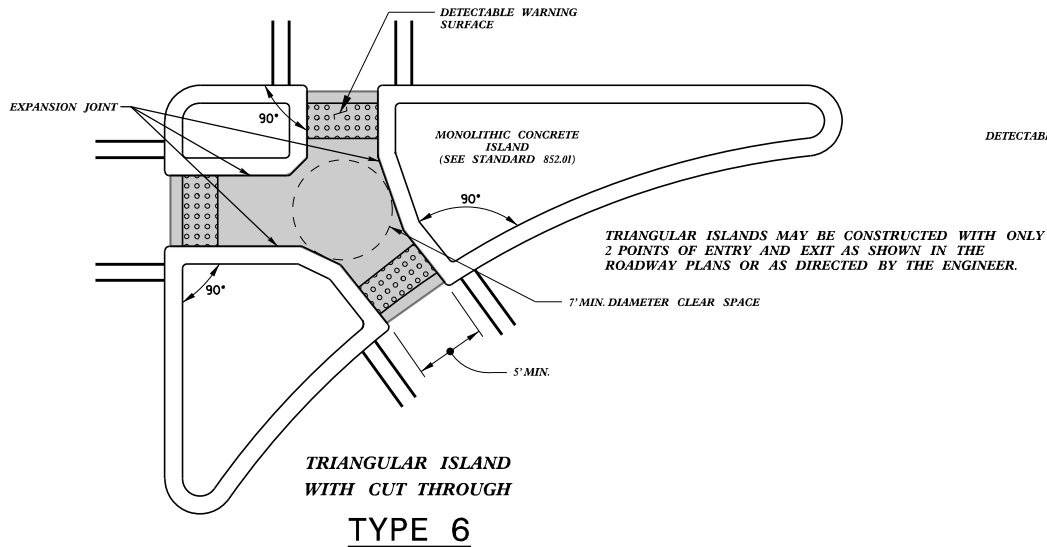 DETECTABLE WARNING
SURFACE
EXPANSION JOINT
90°
MONOLITHIC CONCRETE
ISLAND
(SEE STANDARD 852.01)
DETECTABL
90°
TRIANGULAR ISLANDS MAY BE CONSTRUCTED WITH ONLY
2 POINTS OF ENTRY AND EXIT AS SHOWN IN THE
ROADWAY PLANS OR AS DIRECTED BY THE ENGINEER.
90°
7' MIN. DIAMETER CLEAR SPACE
5' MIN.
TRIANGULAR ISLAND
WITH CUT THROUGH
TYPE 6